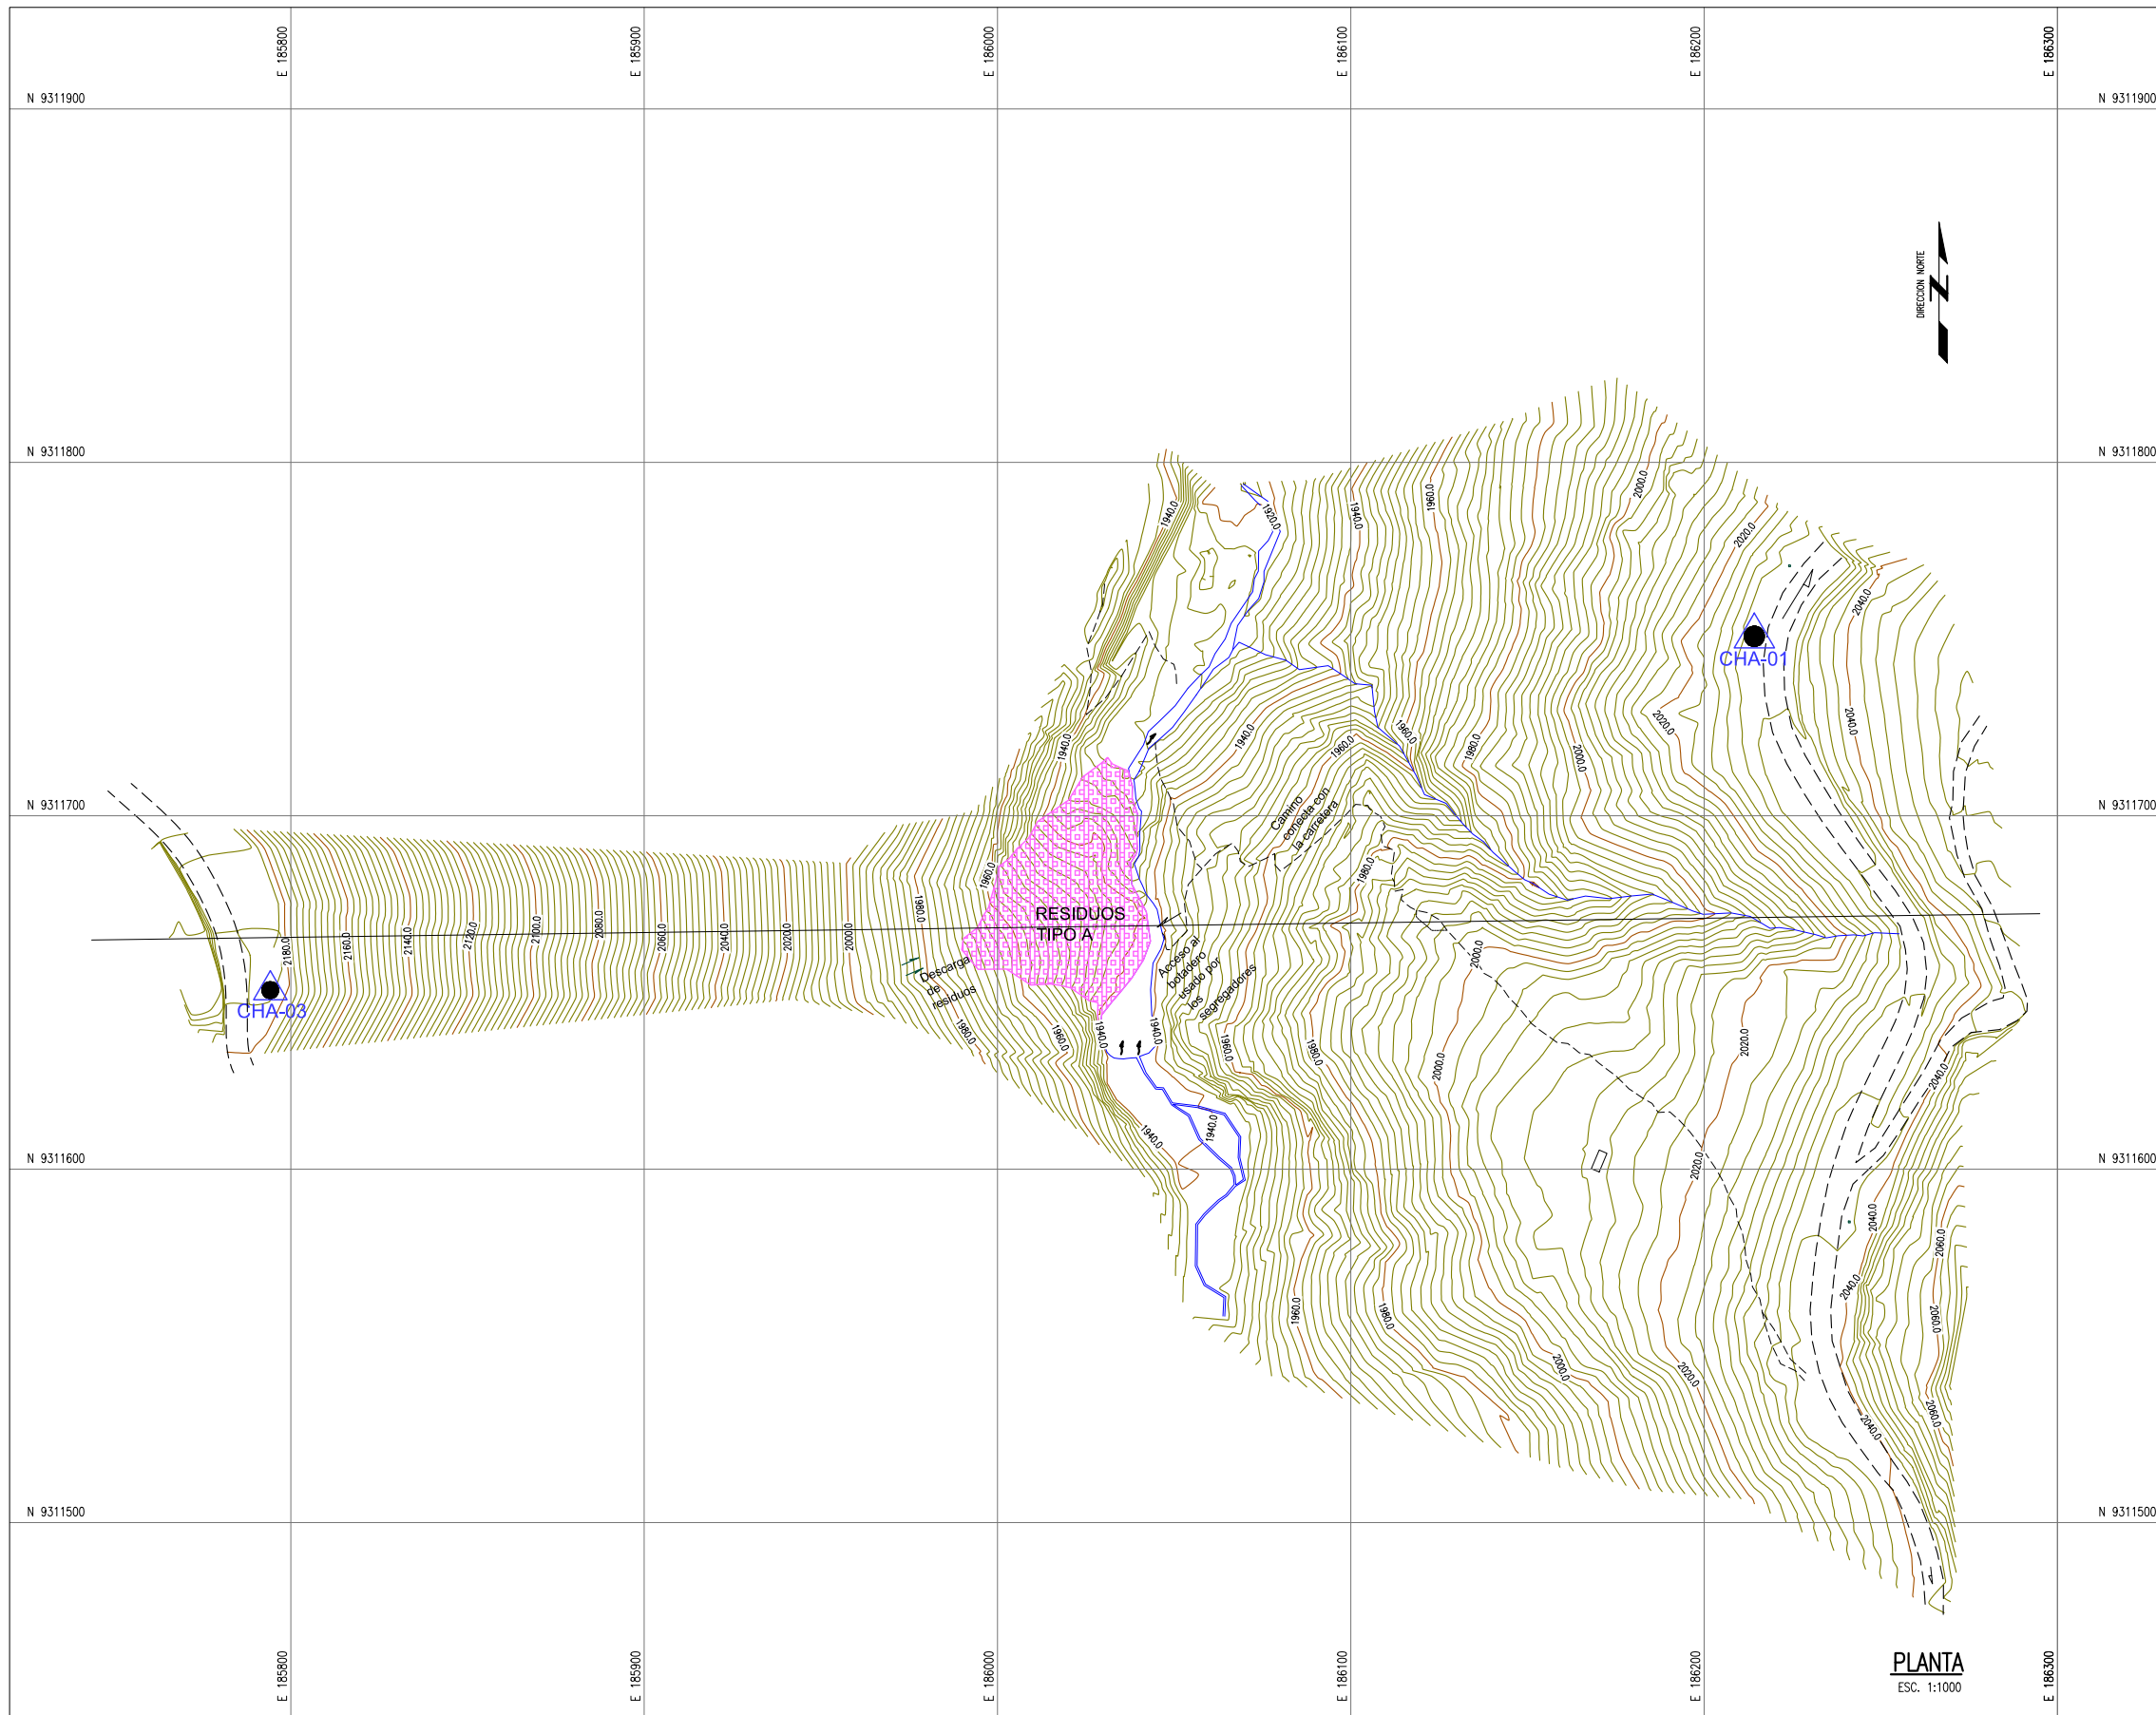 E 185800
E 185900
E 186000
E 186100
E 186200
E 186300
N 9311900
N 9311900
DIRECCION NORTE
N
N 9311800
N 9311800
1940.0
1920.0
1940.0
1960.0
2000.0
2020.0
2040.0
CHA-01
1940.0
1940.0
1960.0
1960.0
1980.0
2000.0
2020.0
2040.0
N 9311700
N 9311700
Camino
conecta con
la carretera
1960.0
1980.0
1980.0
RESIDUOS
TIPO A
2180.0
2160.0
2140.0
2120.0
2100.0
2080.0
2060.0
2040.0
2020.0
2000.0
2000.0
Descarga
de
residuos
Acceso al
botadero
usado por
los
segregadores
CHA-03
1980.0
1960.0
1940.0
1940.0
1960.0
1980.0
2000.0
2020.0
2040.0
1940.0
1940.0
N 9311600
N 9311600
2020.0
2040.0
2060.0
2040.0
1960.0
1980.0
2000.0
2020.0
2060.0
2040.0
2060.0
N 9311500
N 9311500
E 185800
E 185900
E 186000
E 186100
E 186200
E 186300
PLANTA
ESC. 1:1000